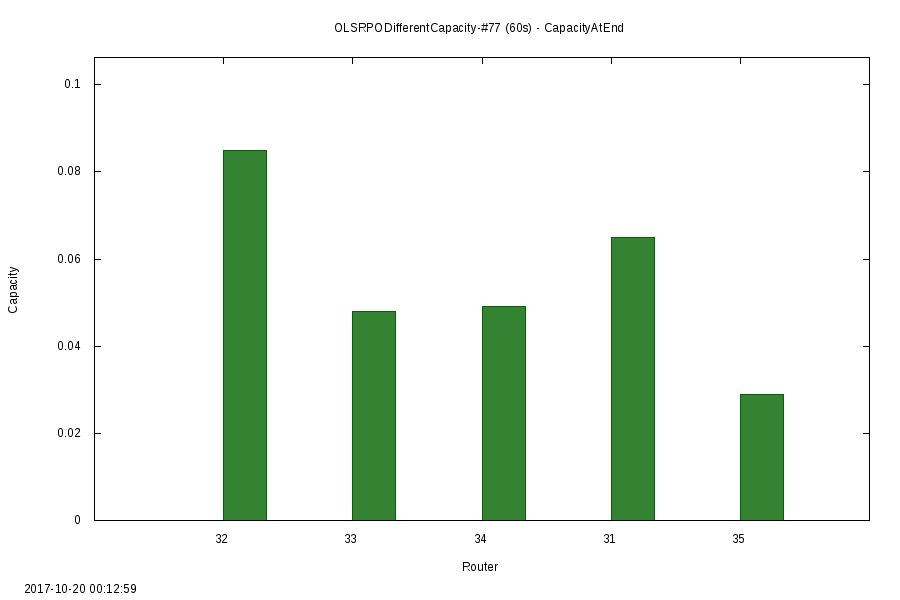 OLSRPODifferentCapacity-#77 (60s) - CapacityAtEnd
0.1
0.08
0.06
0.04
0.02
0
Capacity
32 33 34 31 35
Router
2017-10-20 00:12:59